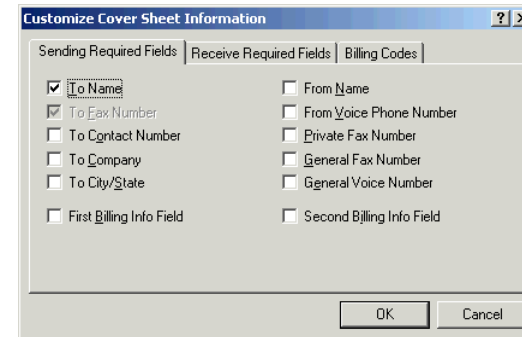 Customize Cover Sheet Information
Sending Required Fields Receive Required Fields Billing Codes
To Name From Name
To Fax Number From Voice Phone Number
To Contact Number Private Fax Number
To Company General Fax Number
To City/State General Voice Number
First Billing Info Field Second Billing Info Field
OK Cancel